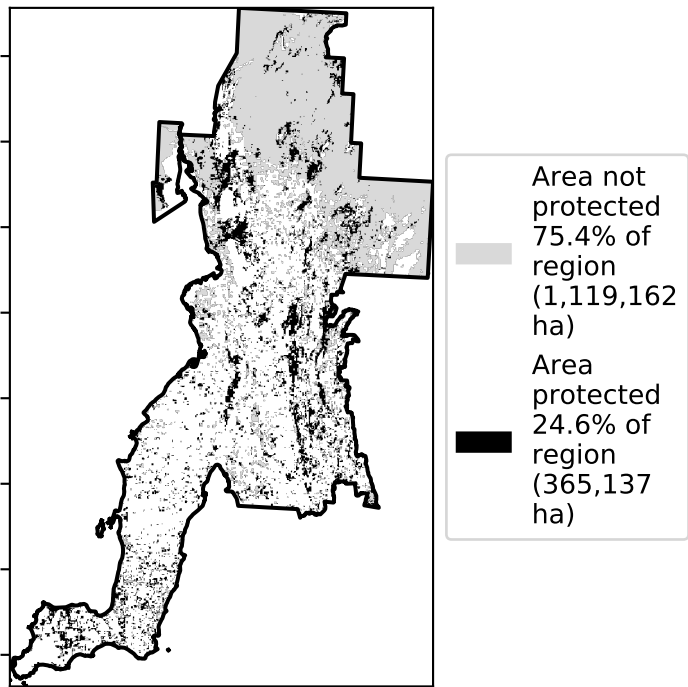 Area not
protected
75.4% of
region
(1,119,162
ha)
Area
protected
24.6% of
region
(365,137
ha)